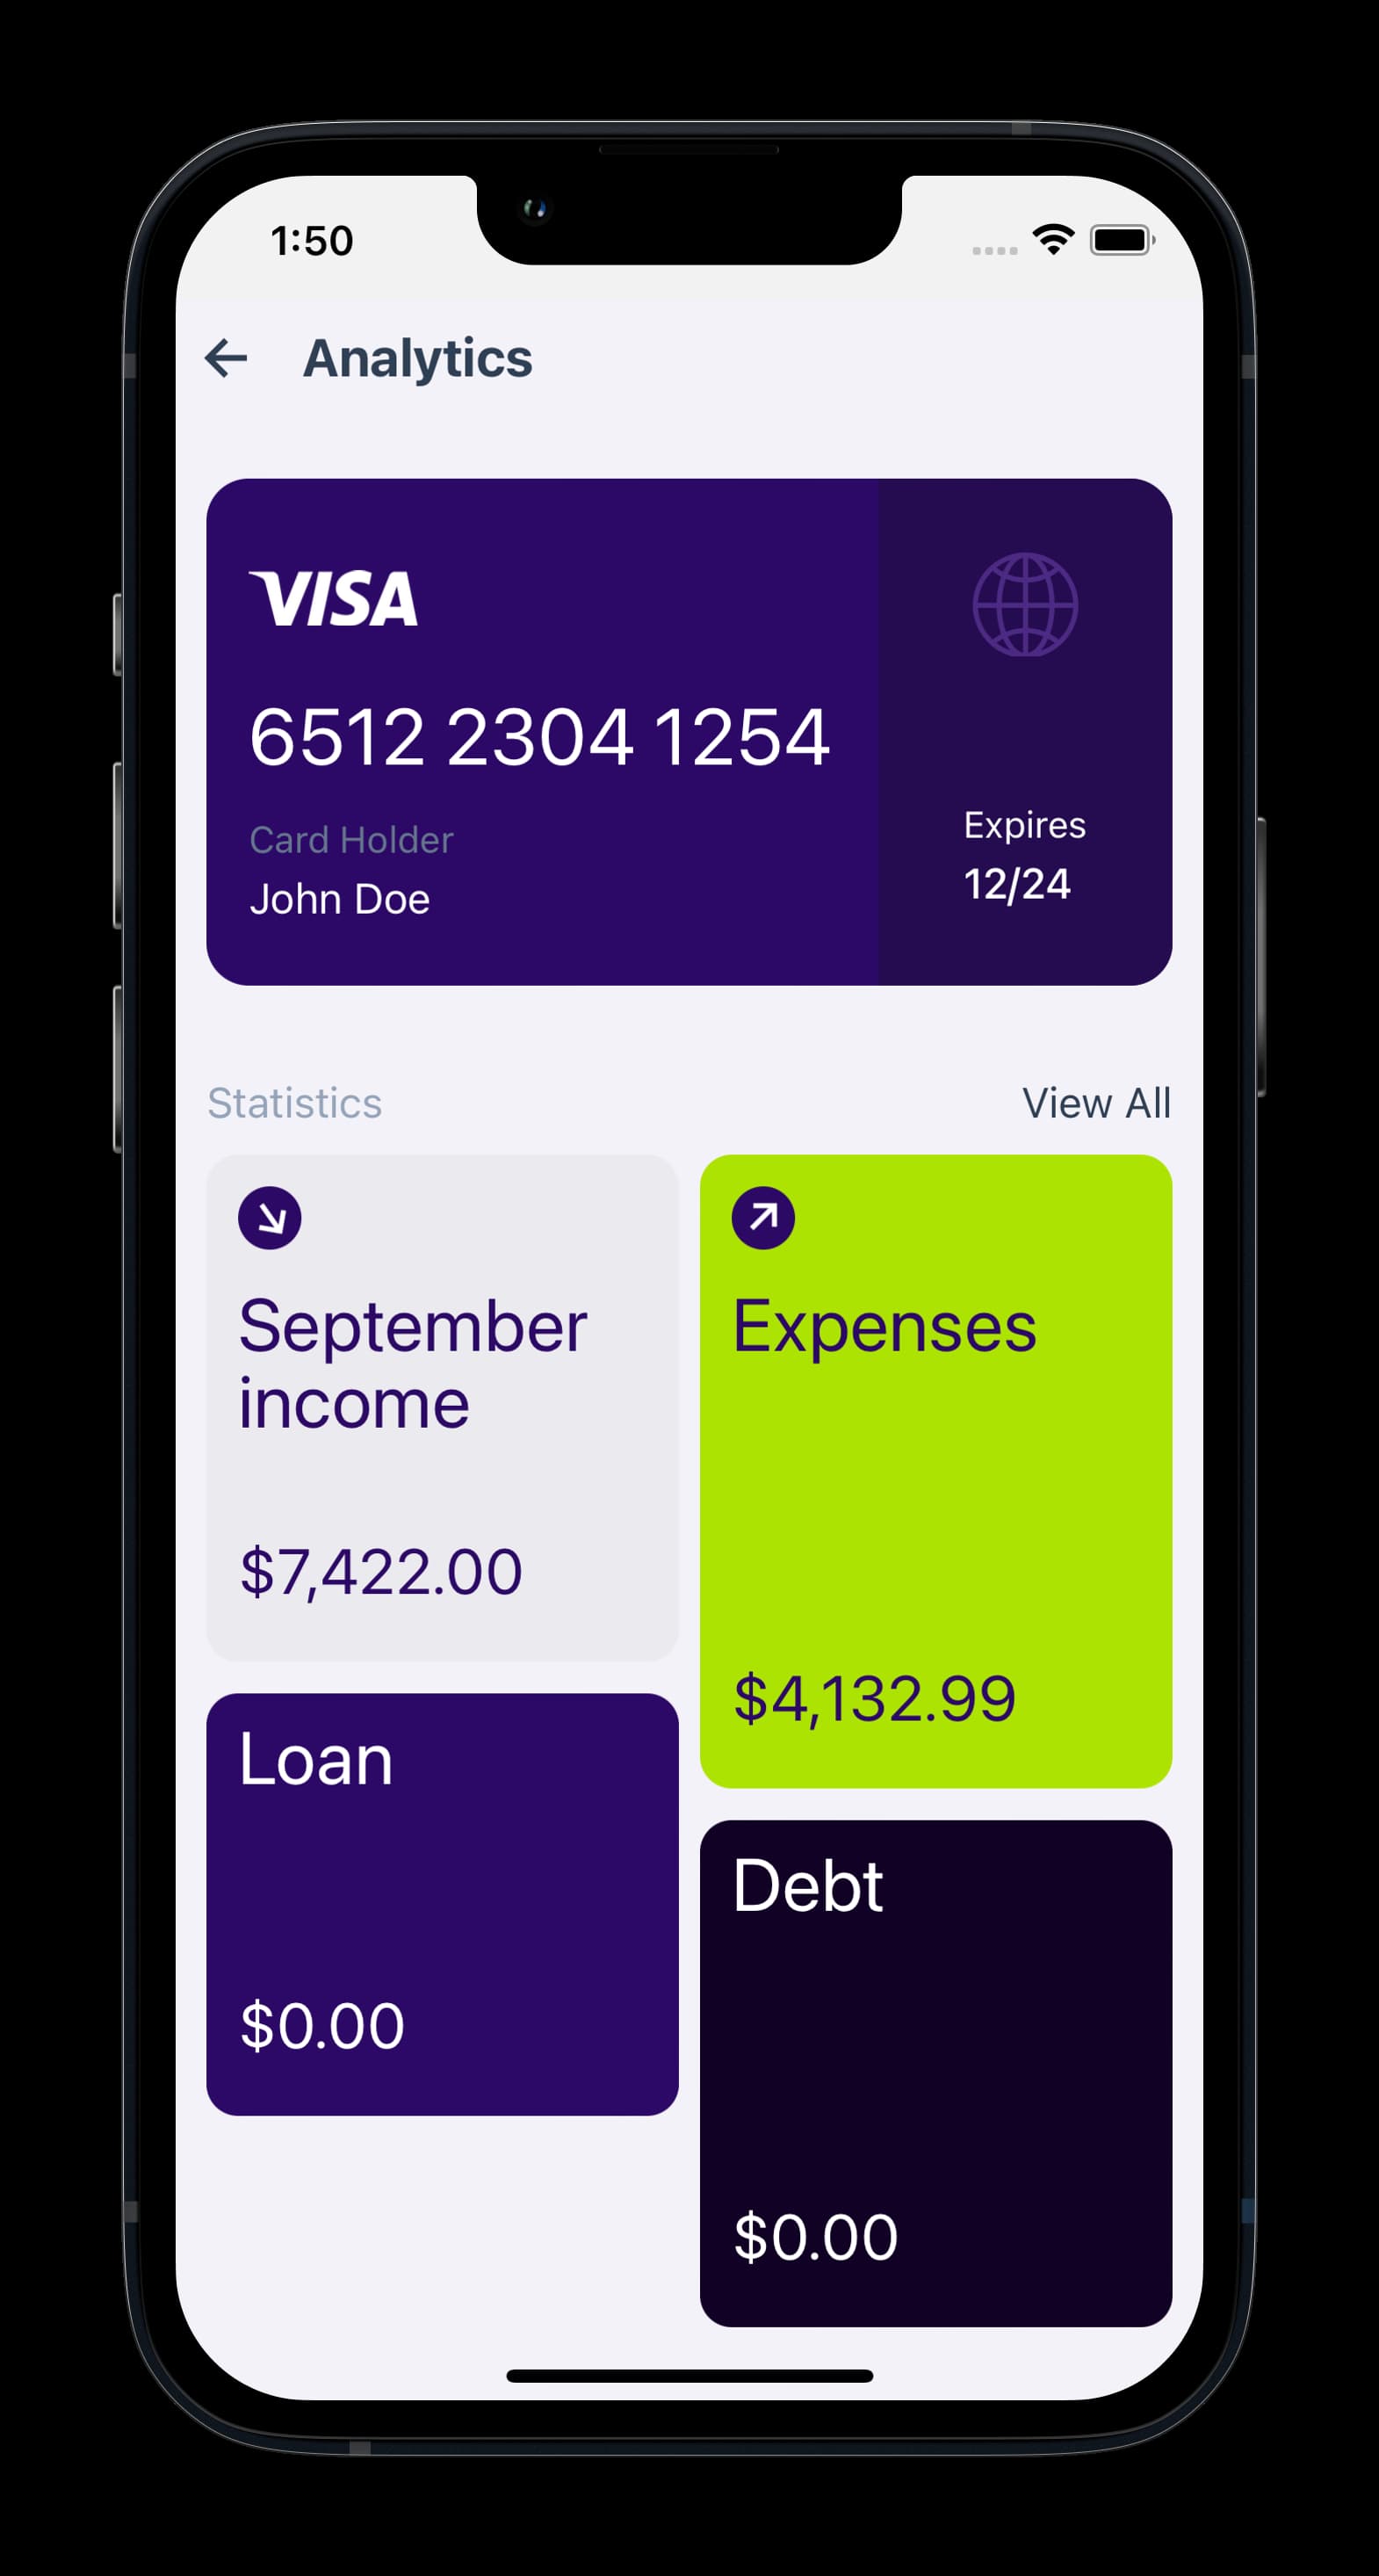 1:50
Analytics
VISA
6512 2304 1254
Card Holder
John Doe
Expires
12/24
Statistics
View All
September
income
$7,422.00
Expenses
$4,132.99
Loan
$0.00
Debt
$0.00